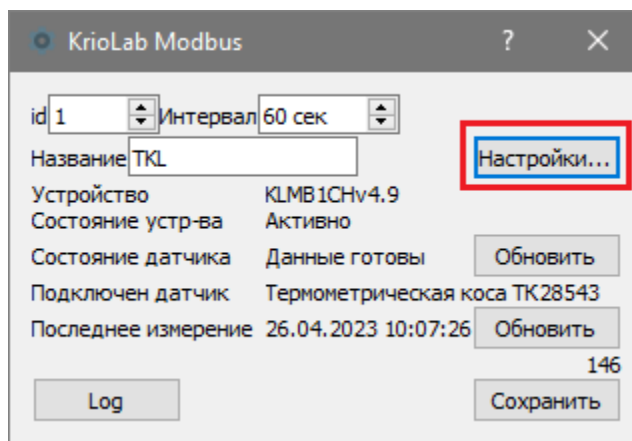 KrioLab Modbus ? ×
id 1 Интервал 60 сек
Название TKL Настройки...
Устройство KLMB1CHv4.9
Состояние устр-ва Активно
Состояние датчика Данные готовы Обновить
Подключен датчик Термометрическая коса ТК28543
Последнее измерение 26.04.2023 10:07:26 Обновить
146
Log Сохранить